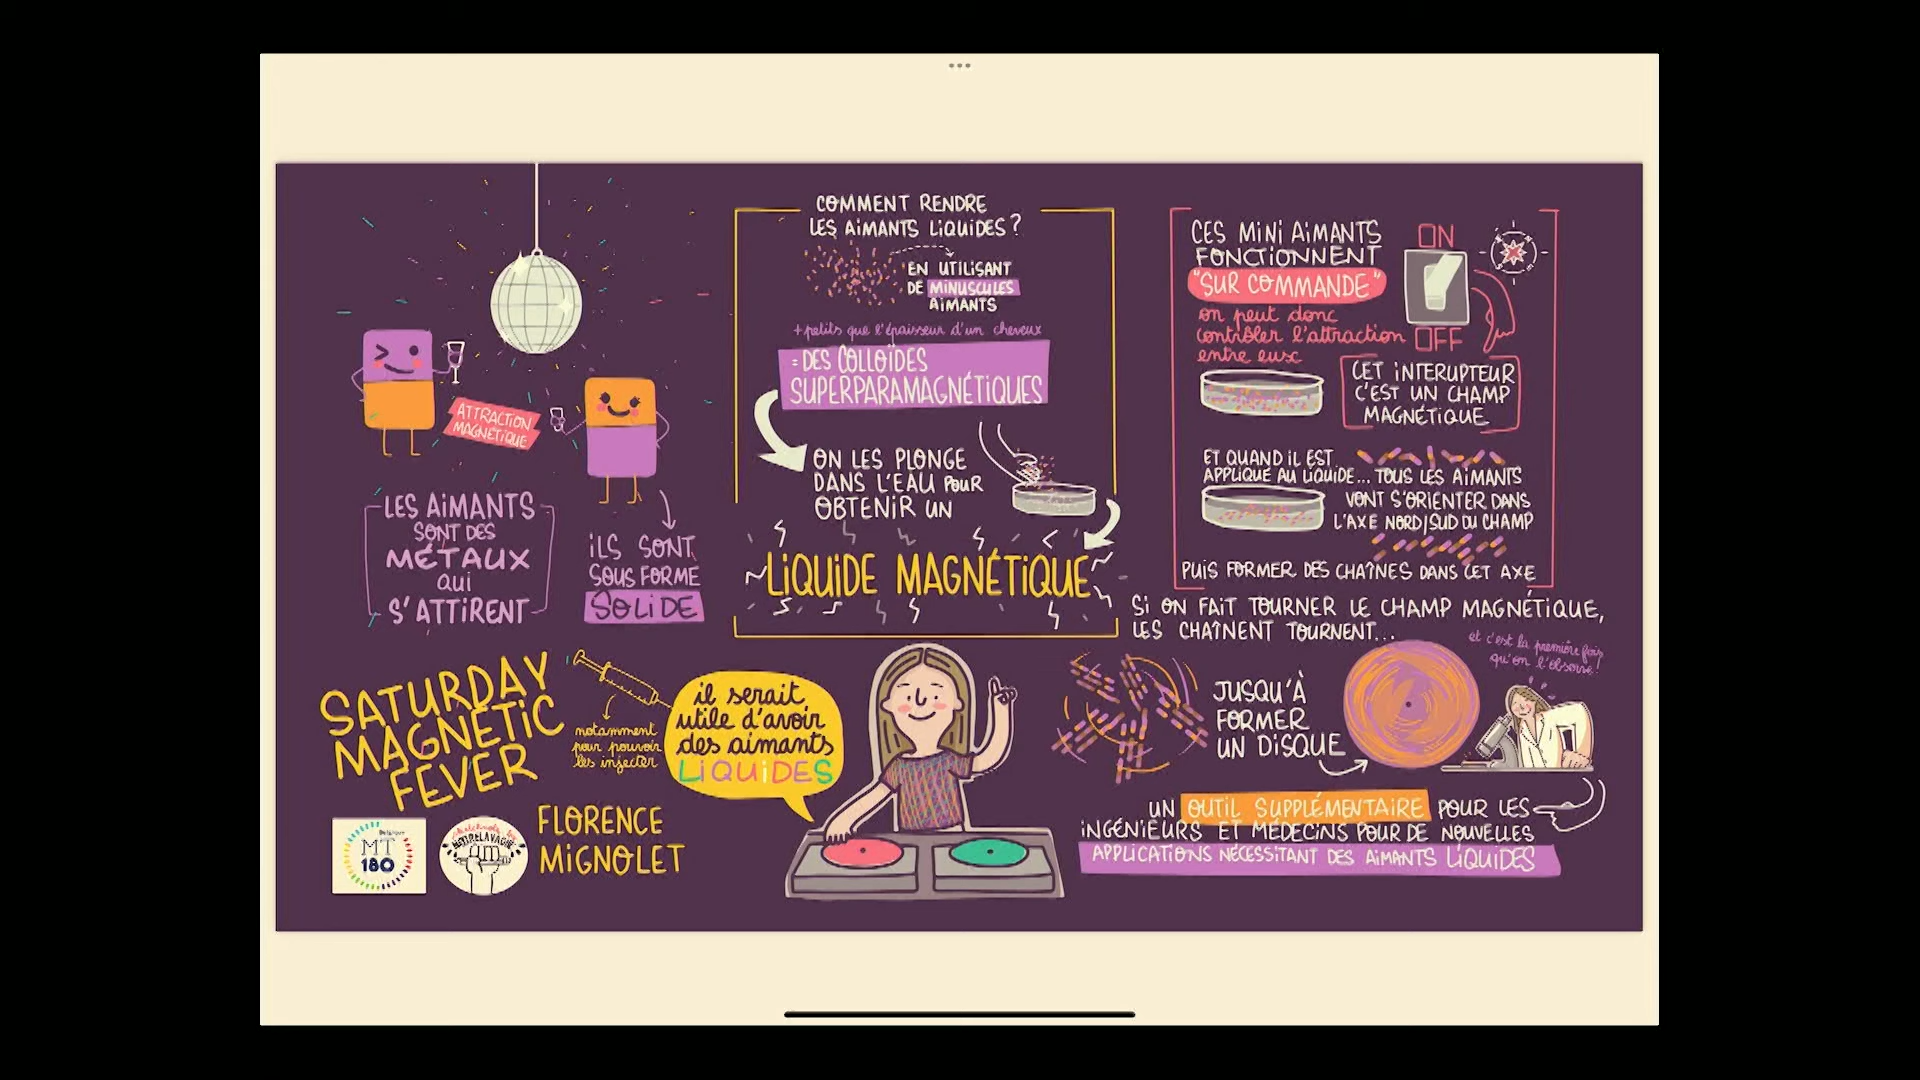 ATTRACTION
MAGNÉTIQUE
LES AIMANTS
SONT DES
MÉTAUX
QUI
S'ATTIRENT
ILS SONT
SOUS FORME
SOLIDE
SATURDAY
MAGNETIC
FEVER
notamment
pour pouvoir
les injecter
il serait
utile d'avoir
des aimants
LIQUIDES
Belgique
MT
180
FLORENCE
MIGNOLET
COMMENT RENDRE
LES AIMANTS LIQUIDES ?
EN UTILISANT
DE MINUSCULES
AIMANTS
+ petits que l'épaisseur d'un cheveux
= DES COLLOÏDES
SUPERPARAMAGNÉTIQUES
ON LES PLONGE
DANS L'EAU POUR
OBTENIR UN
LIQUIDE MAGNÉTIQUE
CES MINI AIMANTS
FONCTIONNENT
"SUR COMMANDE"
on peut donc
contrôler l'attraction
entre eux
ON
OFF
CET INTERUPTEUR
C'EST UN CHAMP
MAGNÉTIQUE
ET QUAND IL EST
APPLIQUÉ AU LIQUIDE... TOUS LES AIMANTS
VONT S'ORIENTER DANS
L'AXE NORD/SUD DU CHAMP
PUIS FORMER DES CHAÎNES DANS CET AXE
SI ON FAIT TOURNER LE CHAMP MAGNÉTIQUE,
LES CHAÎNENT TOURNENT...
et c'est la première fois
qu'on l'observe!
JUSQU'À
FORMER
UN DISQUE
UN OUTIL SUPPLÉMENTAIRE POUR LES
INGÉNIEURS ET MÉDECINS POUR DE NOUVELLES
APPLICATIONS NÉCESSITANT DES AIMANTS LIQUIDES